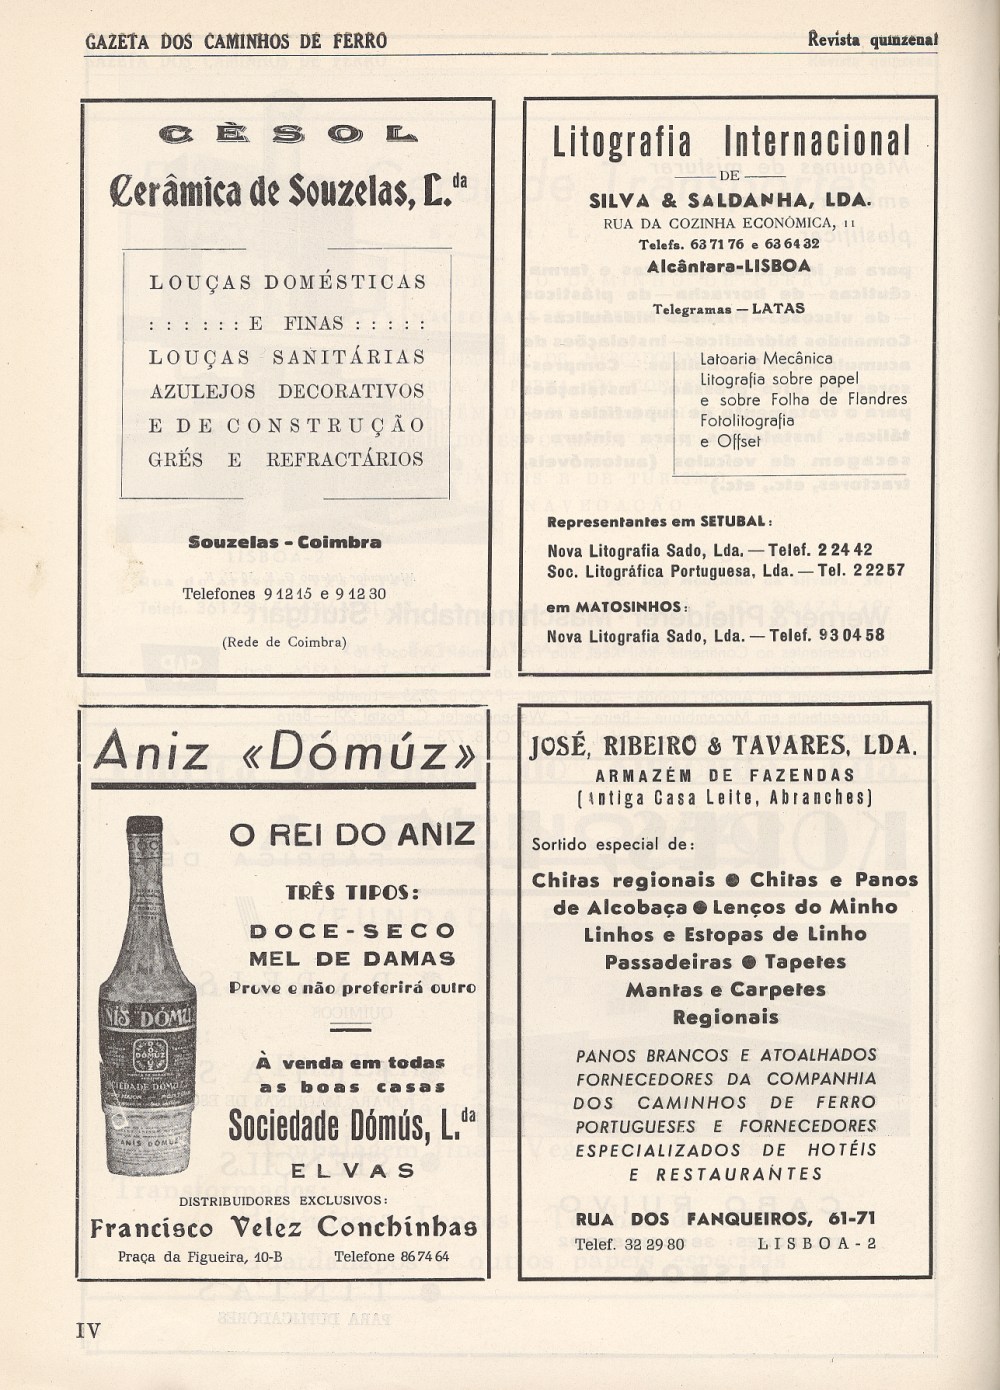 GAZETA DOS CAMINHOS DE FERRO
Revista quinzenal
CÈSOL
Cerâmica de Souzelas, L.da
LOUÇAS DOMÉSTICAS
: : : : : : E FINAS : : : : :
LOUÇAS SANITÁRIAS
AZULEJOS DECORATIVOS
E DE CONSTRUÇÃO
GRÉS E REFRACTÁRIOS
Souzelas - Coimbra
Telefones 9 12 15 e 9 12 30
(Rede de Coimbra)
Litografia Internacional
DE
SILVA & SALDANHA, LDA.
RUA DA COZINHA ECONÓMICA, 11
Telefs. 63 71 76 e 63 64 32
Alcântara-LISBOA
Telegramas — LATAS
Latoaria Mecânica
Litografia sobre papel
e sobre Folha de Flandres
Fotolitografia
e Offset
Representantes em SETUBAL:
Nova Litografia Sado, Lda. — Telef. 2 24 42
Soc. Litográfica Portuguesa, Lda. — Tel. 2 22 57
em MATOSINHOS:
Nova Litografia Sado, Lda. — Telef. 93 04 58
Aniz «Dómúz»
O REI DO ANIZ
TRÊS TIPOS:
DOCE-SECO
MEL DE DAMAS
Prove e não preferirá outro
À venda em todas
as boas casas
Sociedade Dómús, L.da
ELVAS
NIS DÓMU
DOMUZ
SOCIEDADE DOMUZ
ANIS DOMUZ
DISTRIBUIDORES EXCLUSIVOS:
Francisco Velez Conchinhas
Praça da Figueira, 10-B Telefone 86 74 64
JOSÉ, RIBEIRO & TAVARES, LDA.
ARMAZÉM DE FAZENDAS
(Antiga Casa Leite, Abranches)
Sortido especial de:
Chitas regionais ● Chitas e Panos
de Alcobaça ● Lenços do Minho
Linhos e Estopas de Linho
Passadeiras ● Tapetes
Mantas e Carpetes
Regionais
PANOS BRANCOS E ATOALHADOS
FORNECEDORES DA COMPANHIA
DOS CAMINHOS DE FERRO
PORTUGUESES E FORNECEDORES
ESPECIALIZADOS DE HOTÉIS
E RESTAURANTES
RUA DOS FANQUEIROS, 61-71
Telef. 32 29 80 LISBOA-2
IV